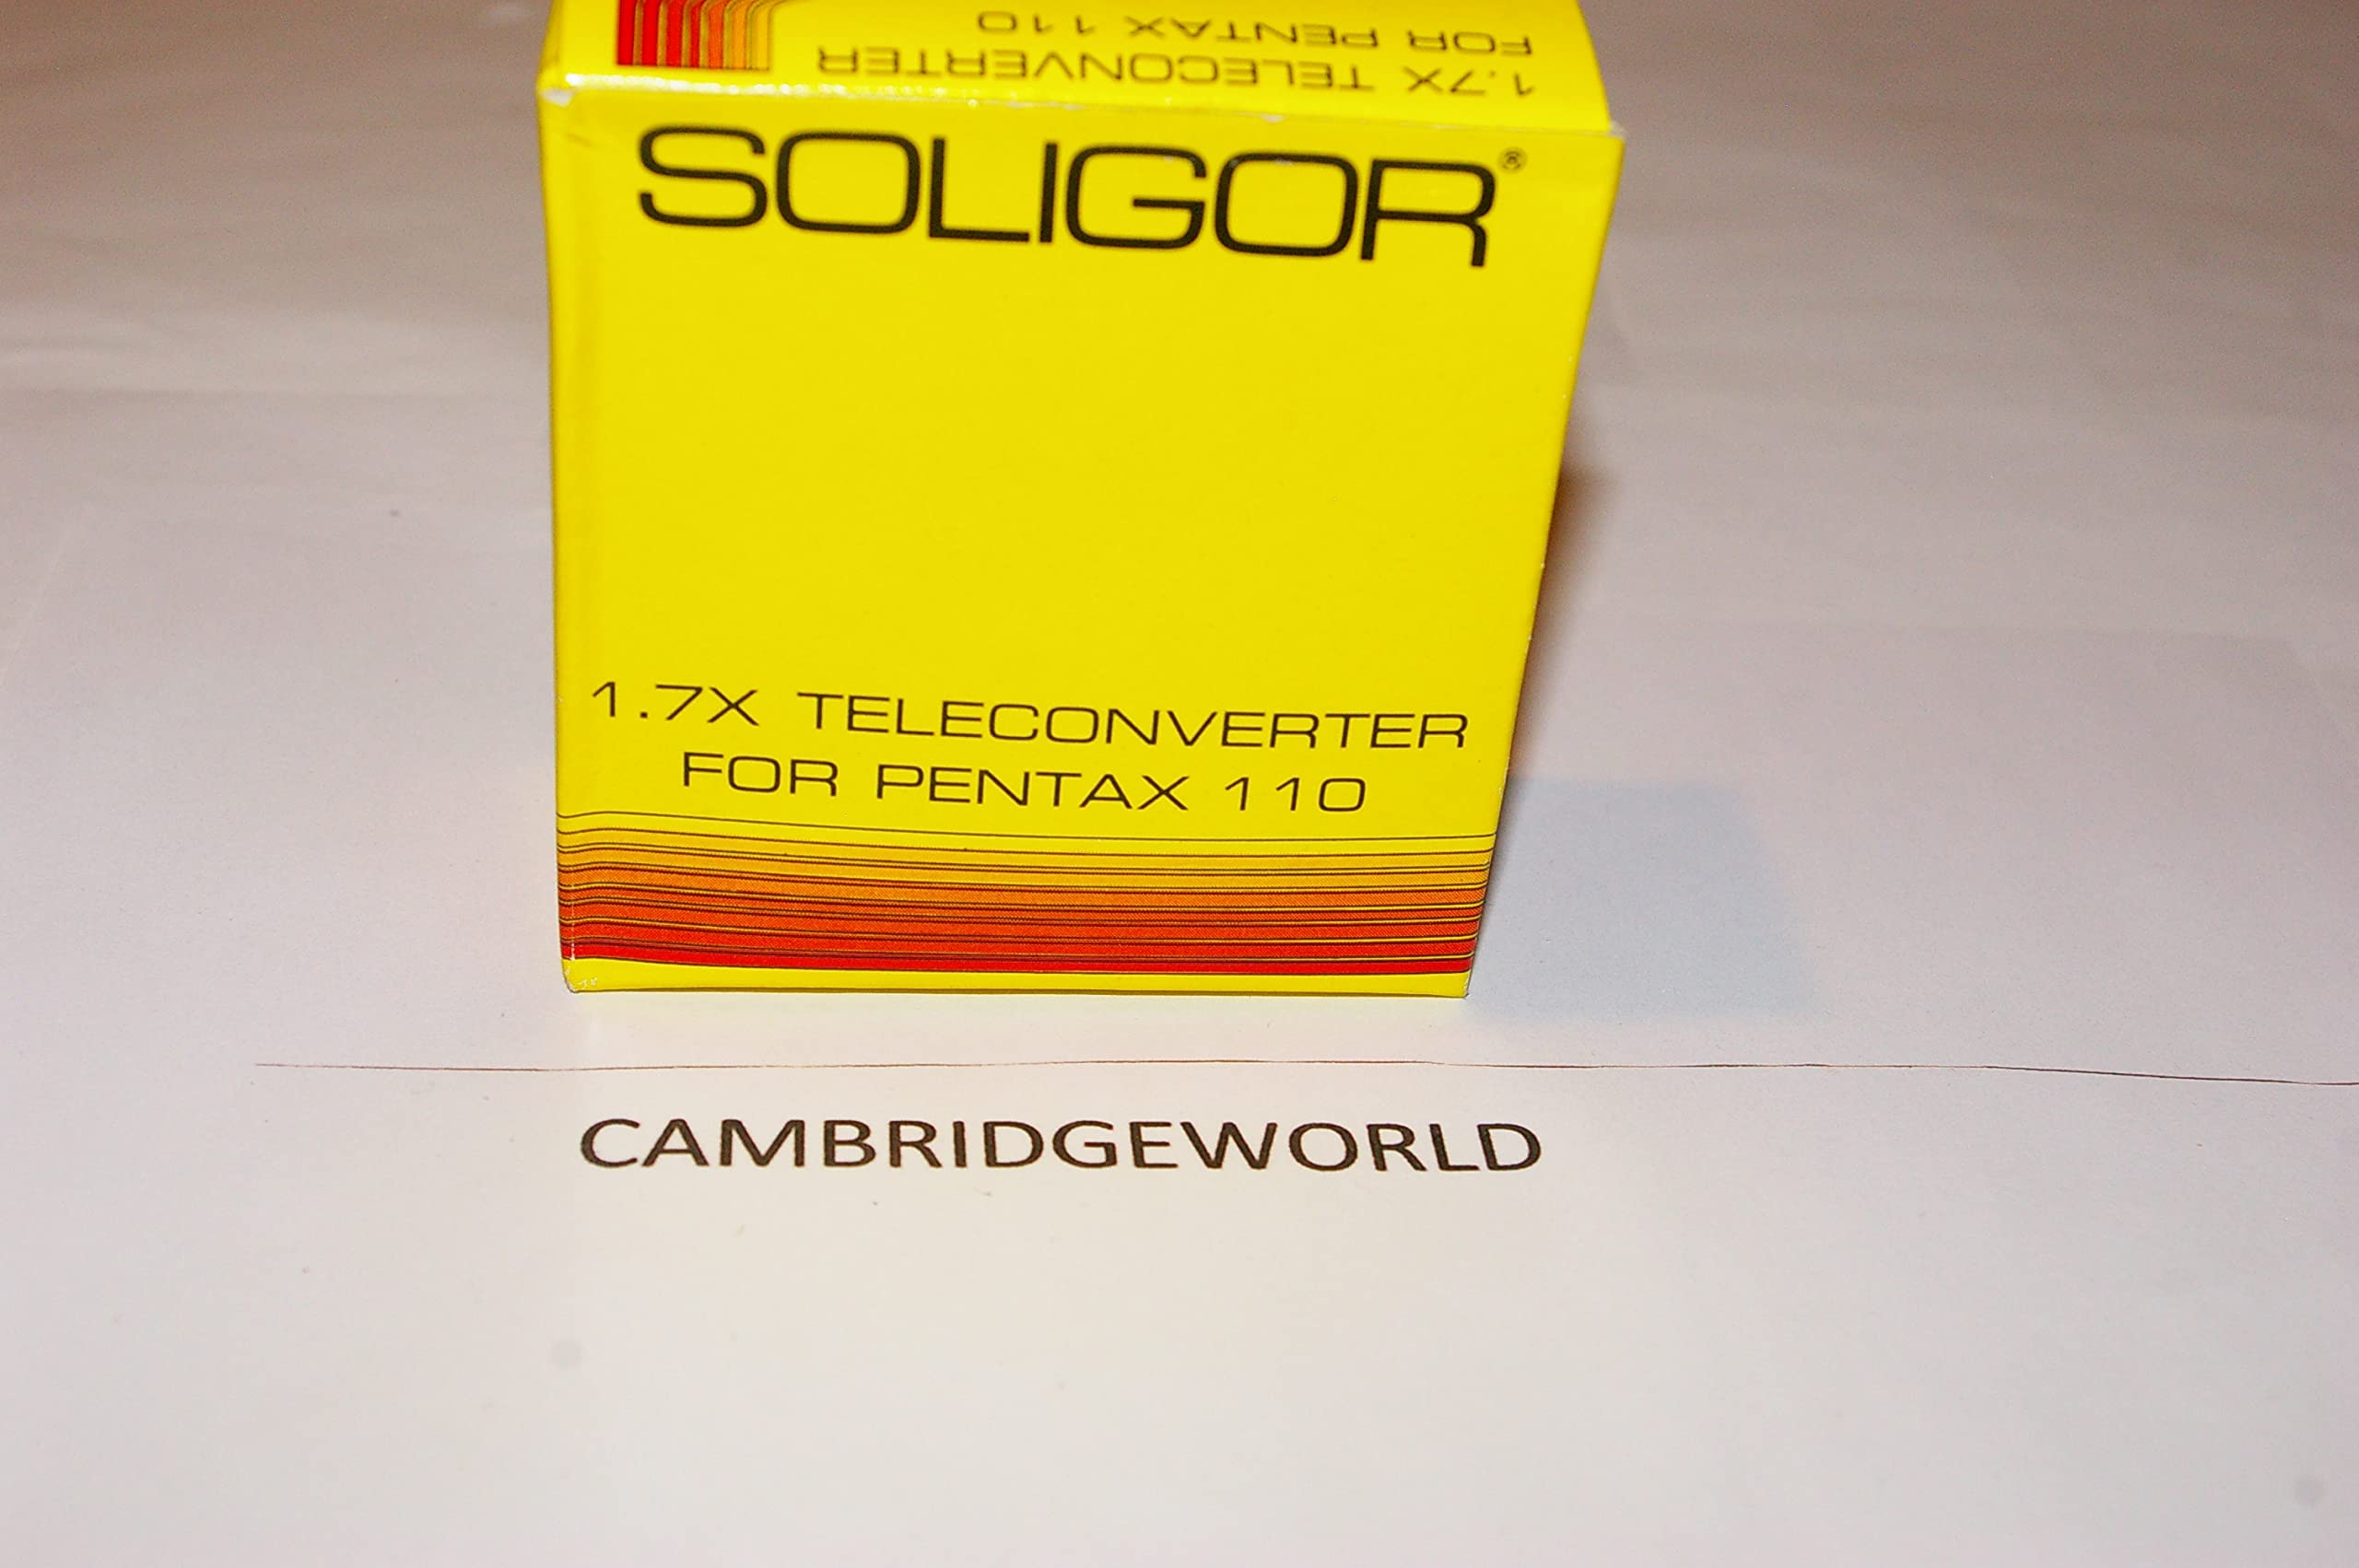 1.7X TELECONVERTER
FOR PENTAX 110
SOLIGOR®
1.7X TELECONVERTER
FOR PENTAX 110
CAMBRIDGEWORLD